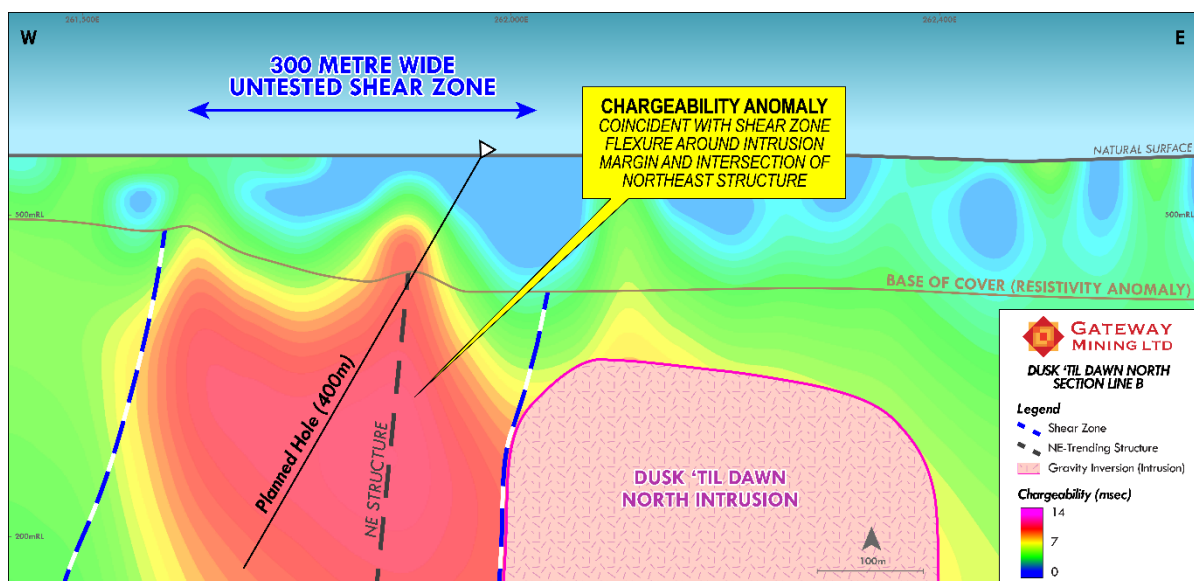 261,500E
262,000E
262,400E
W
E
300 METRE WIDE
UNTESTED SHEAR ZONE
CHARGEABILITY ANOMALY
COINCIDENT WITH SHEAR ZONE
FLEXURE AROUND INTRUSION
MARGIN AND INTERSECTION OF
NORTHEAST STRUCTURE
NATURAL SURFACE
500mRL
500mRL
BASE OF COVER (RESISTIVITY ANOMALY)
Planned Hole (400m)
NE STRUCTURE
DUSK ‘TIL DAWN
NORTH INTRUSION
200mRL
100m
GATEWAY
MINING LTD
DUSK ‘TIL DAWN NORTH
SECTION LINE B
Legend
Shear Zone
NE-Trending Structure
Gravity Inversion (Intrusion)
Chargeability (msec)
14
7
0